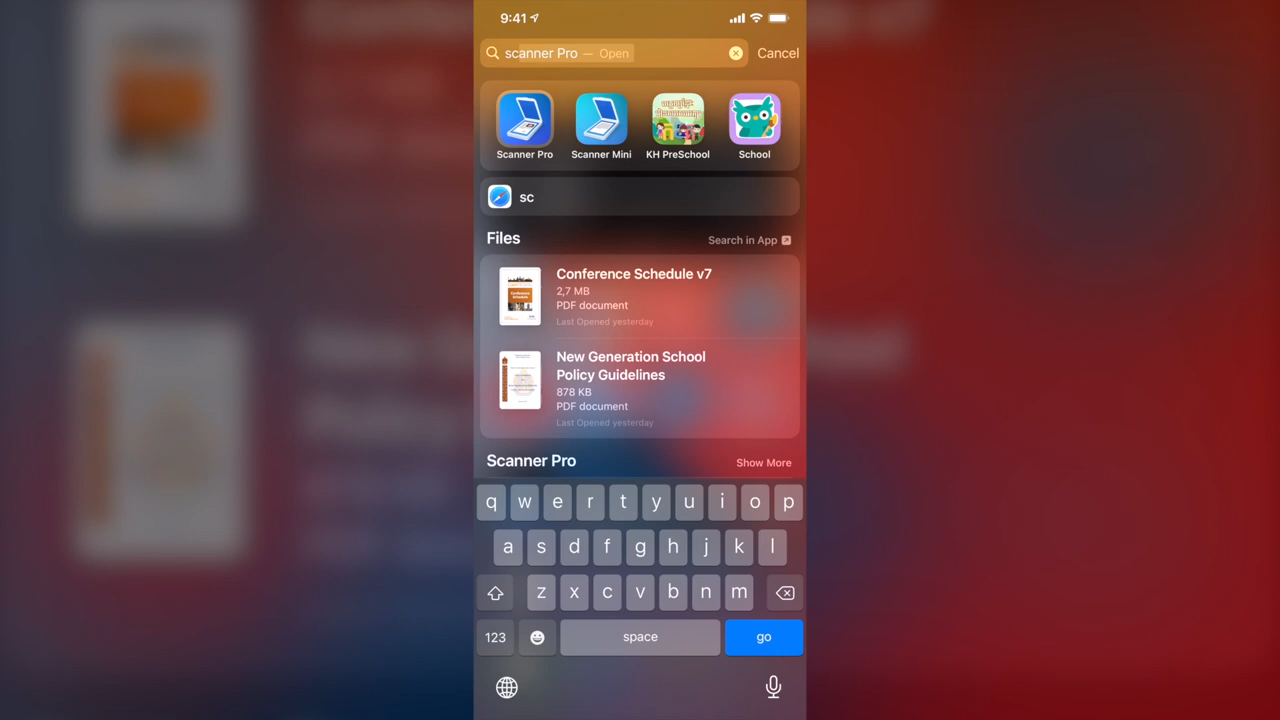 9:41
scanner Pro — Open
Cancel
Scanner Pro
Scanner Mini
KH PreSchool
School
sc
Files
Search in App
Conference Schedule v7
2,7 MB
PDF document
Last Opened yesterday
New Generation School
Policy Guidelines
878 KB
PDF document
Last Opened yesterday
Scanner Pro
Show More
q w e r t y u i o p
a s d f g h j k l
z x c v b n m
123
space
go